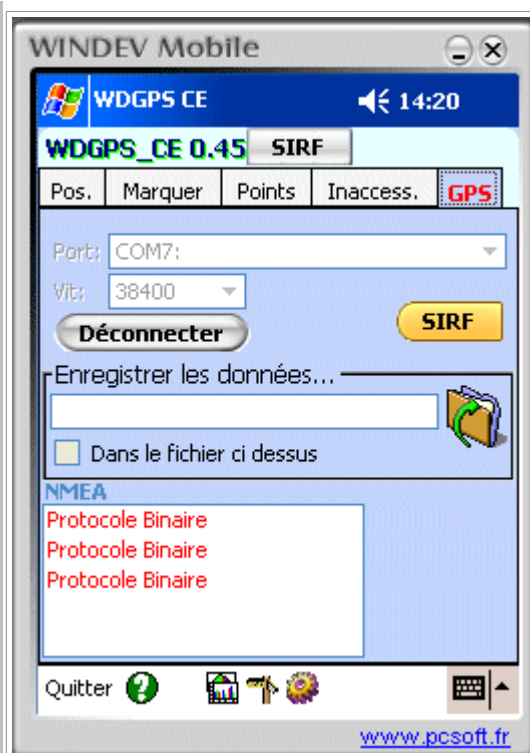 WINDEV Mobile
WDGPS CE 14:20
WDGPS_CE 0.45 SIRF
Pos. Marquer Points Inaccess. GPS
Port: COM7:
Vit: 38400
Déconnecter SIRF
Enregistrer les données...
Dans le fichier ci dessus
NMEA
Protocole Binaire
Protocole Binaire
Protocole Binaire
Quitter ?
www.pcsoft.fr